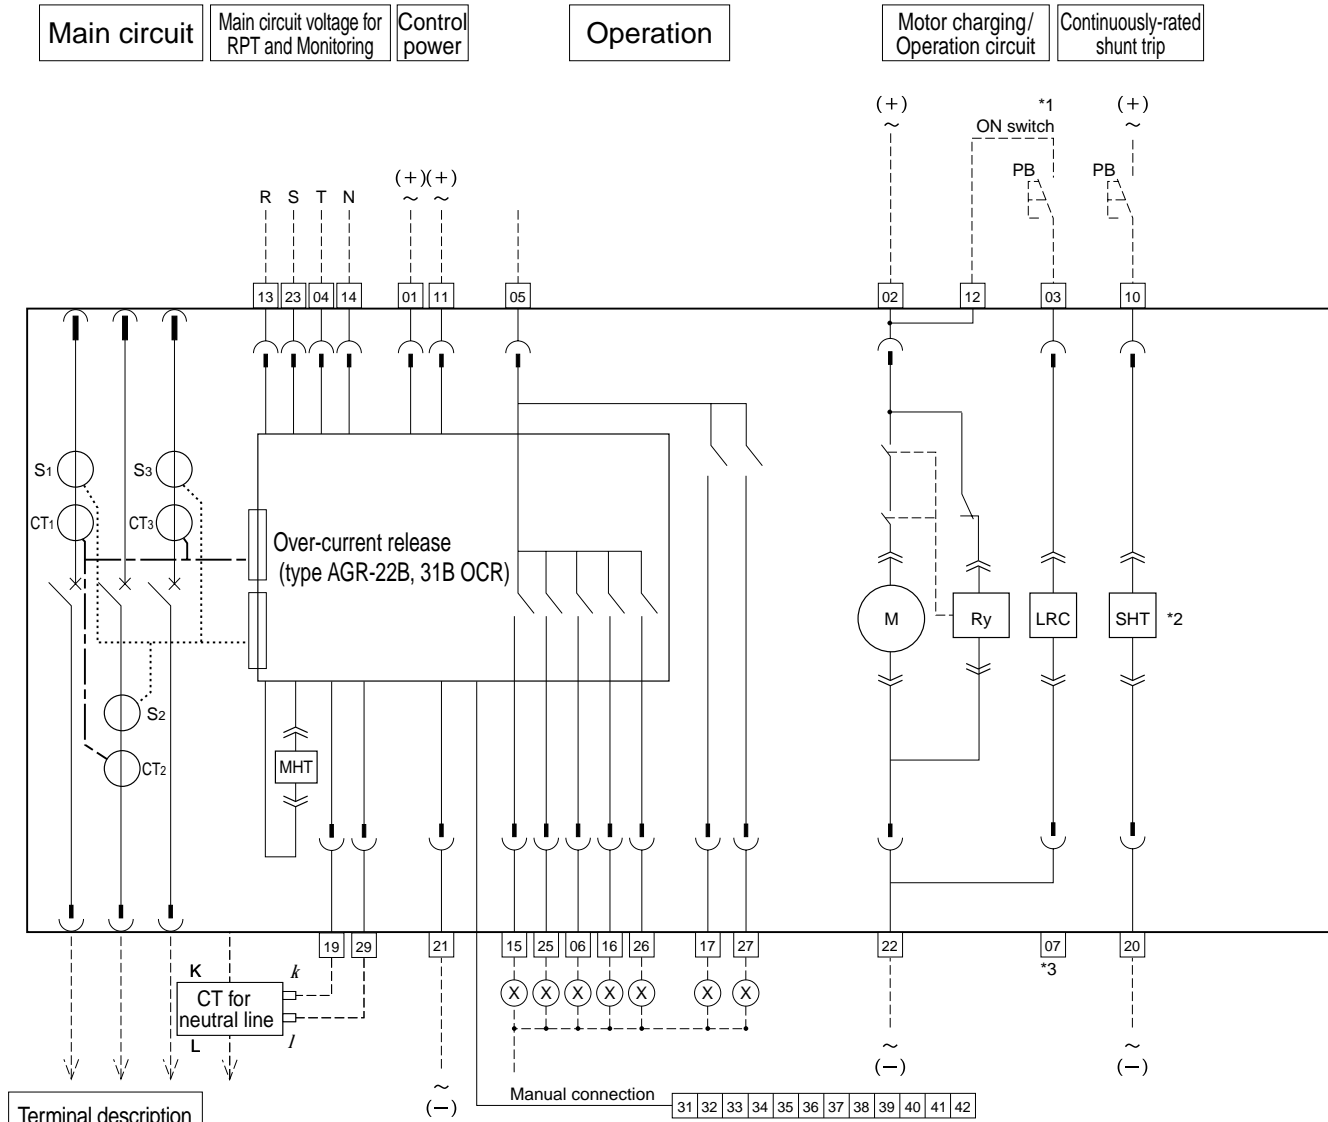 Main circuit
Main circuit voltage for
RPT and Monitoring
Control
power
Operation
Motor charging/
Operation circuit
Continuously-rated
shunt trip
(+)
~
*1
ON switch
(+)
~
PB
PB
R S T N
(+) (+)
~ ~
13 23 04 14 01 11 05 02 12 03 10
S1
S3
CT1
CT3
Over-current release
(type AGR-22B, 31B OCR)
M
Ry
LRC
SHT
*2
S2
CT2
MHT
19 29 21 15 25 06 16 26 17 27 22 07 20
*3
K
k
CT for
neutral line
L
l
X X X X X X X
~
(−)
~
(−)
~
(−)
Manual connection
31 32 33 34 35 36 37 38 39 40 41 42
Terminal description